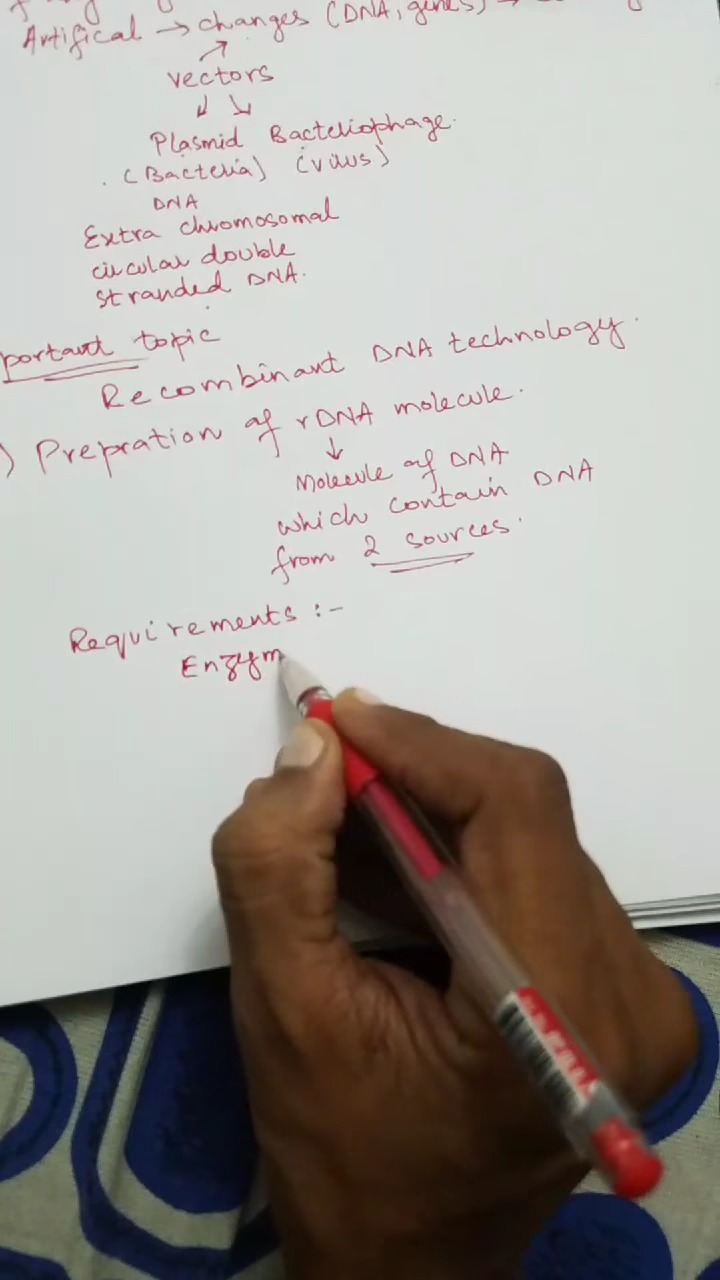 Artifical → changes (DNA, genes) →
vectors
Plasmid Bacteriophage.
(Bacteria) (virus)
DNA
Extra chromosomal
circular double
stranded DNA.
portant topic
Recombinant DNA technology.
) Prepration of rDNA molecule.
Molecule of DNA
which contain DNA
from 2 sources.
Requirements :-
Enzym